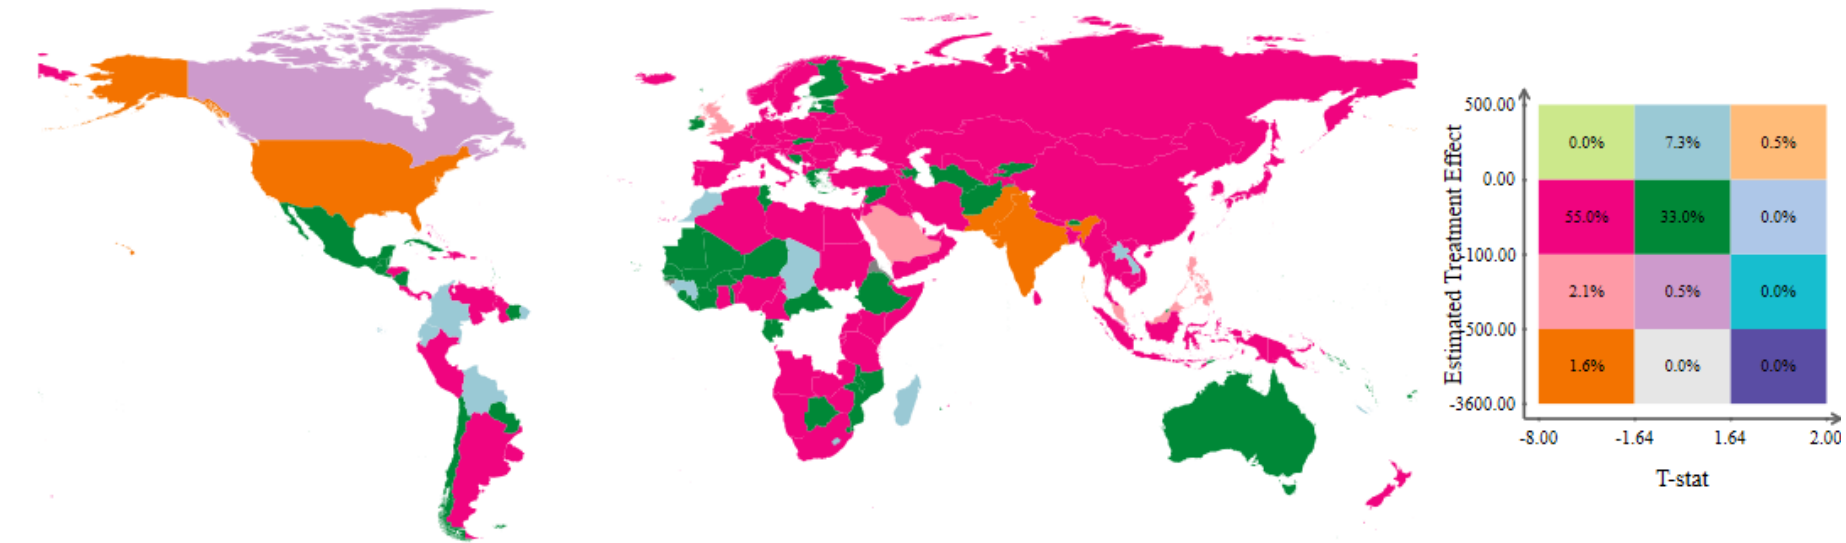 500.00
0.0% 7.3% 0.5%
0.00
55.0% 33.0% 0.0%
-100.00
2.1% 0.5% 0.0%
-500.00
1.6% 0.0% 0.0%
-3600.00
-8.00 -1.64 1.64 2.00
T-stat
Estimated Treatment Effect